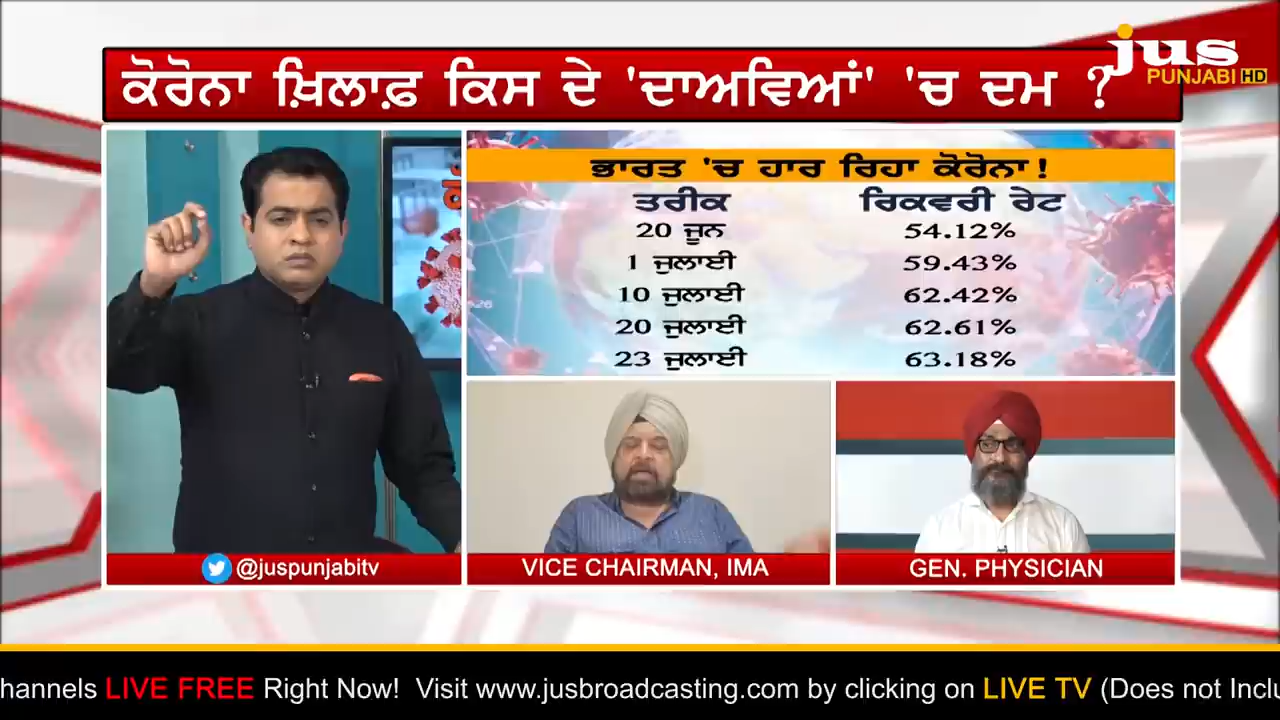 jus
PUNJABI HD
ਕੋਰੋਨਾ ਖ਼ਿਲਾਫ਼ ਕਿਸ ਦੇ 'ਦਾਅਵਿਆਂ' 'ਚ ਦਮ ?
ਭਾਰਤ 'ਚ ਹਾਰ ਰਿਹਾ ਕੋਰੋਨਾ!
ਤਰੀਕ ਰਿਕਵਰੀ ਰੇਟ
20 ਜੂਨ 54.12%
1 ਜੁਲਾਈ 59.43%
10 ਜੁਲਾਈ 62.42%
20 ਜੁਲਾਈ 62.61%
23 ਜੁਲਾਈ 63.18%
@juspunjabitv
VICE CHAIRMAN, IMA
GEN. PHYSICIAN
hannels LIVE FREE Right Now! Visit www.jusbroadcasting.com by clicking on LIVE TV (Does not Inclu